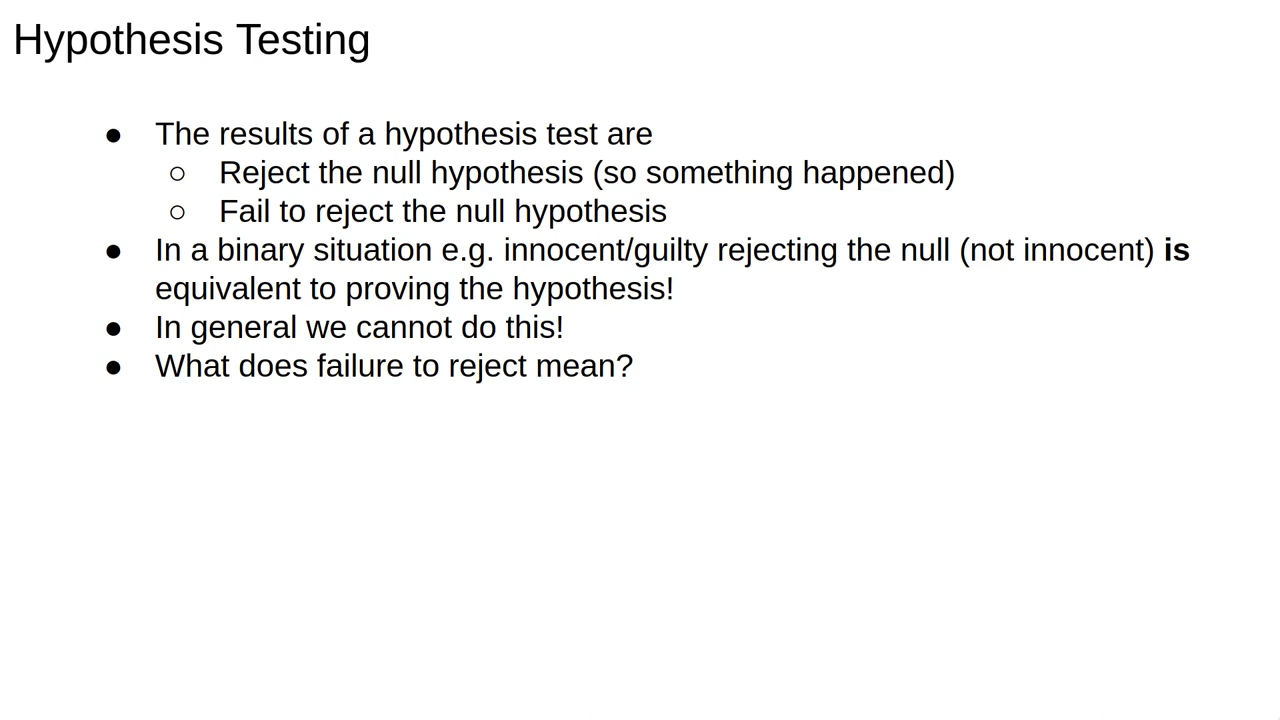 Hypothesis Testing
● The results of a hypothesis test are
○ Reject the null hypothesis (so something happened)
○ Fail to reject the null hypothesis
● In a binary situation e.g. innocent/guilty rejecting the null (not innocent) is
equivalent to proving the hypothesis!
● In general we cannot do this!
● What does failure to reject mean?